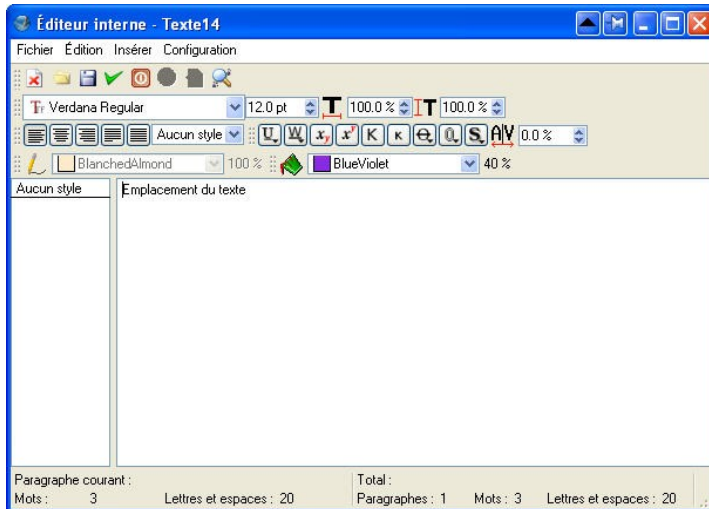 Éditeur interne - Texte14
Fichier Édition Insérer Configuration
Verdana Regular 12.0 pt 100.0 % 100.0 %
Aucun style 0.0 %
BlanchedAlmond 100 % BlueViolet 40 %
Aucun style Emplacement du texte
Paragraphe courant : Total :
Mots : 3 Lettres et espaces : 20 Paragraphes : 1 Mots : 3 Lettres et espaces : 20